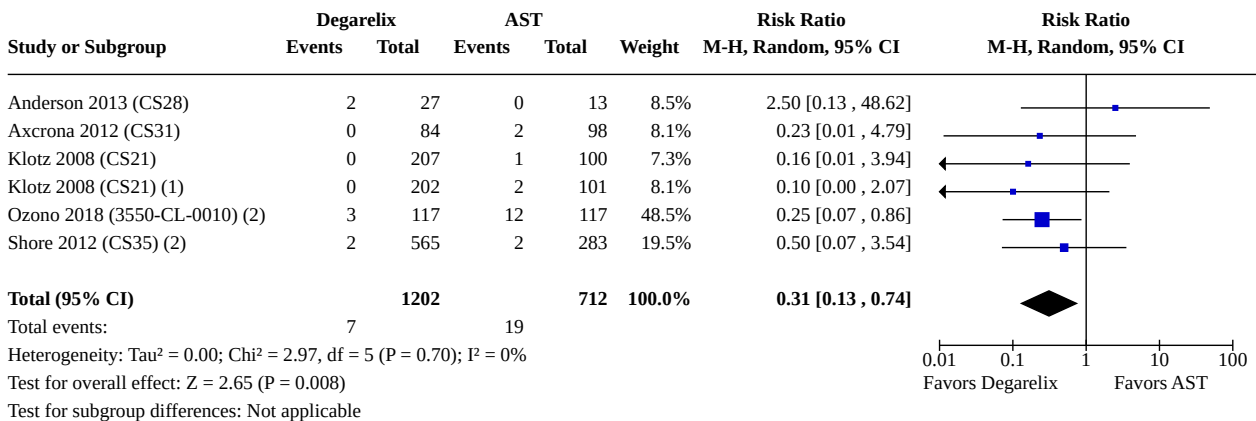 Degarelix AST Risk Ratio Risk Ratio
Study or Subgroup Events Total Events Total Weight M-H, Random, 95% CI M-H, Random, 95% CI
Anderson 2013 (CS28) 2 27 0 13 8.5% 2.50 [0.13 , 48.62]
Axcrona 2012 (CS31) 0 84 2 98 8.1% 0.23 [0.01 , 4.79]
Klotz 2008 (CS21) 0 207 1 100 7.3% 0.16 [0.01 , 3.94]
Klotz 2008 (CS21) (1) 0 202 2 101 8.1% 0.10 [0.00 , 2.07]
Ozono 2018 (3550-CL-0010) (2) 3 117 12 117 48.5% 0.25 [0.07 , 0.86]
Shore 2012 (CS35) (2) 2 565 2 283 19.5% 0.50 [0.07 , 3.54]
Total (95% CI) 1202 712 100.0% 0.31 [0.13 , 0.74]
Total events: 7 19
Heterogeneity: Tau² = 0.00; Chi² = 2.97, df = 5 (P = 0.70); I² = 0% 0.01 0.1 1 10 100
Test for overall effect: Z = 2.65 (P = 0.008) Favors Degarelix Favors AST
Test for subgroup differences: Not applicable